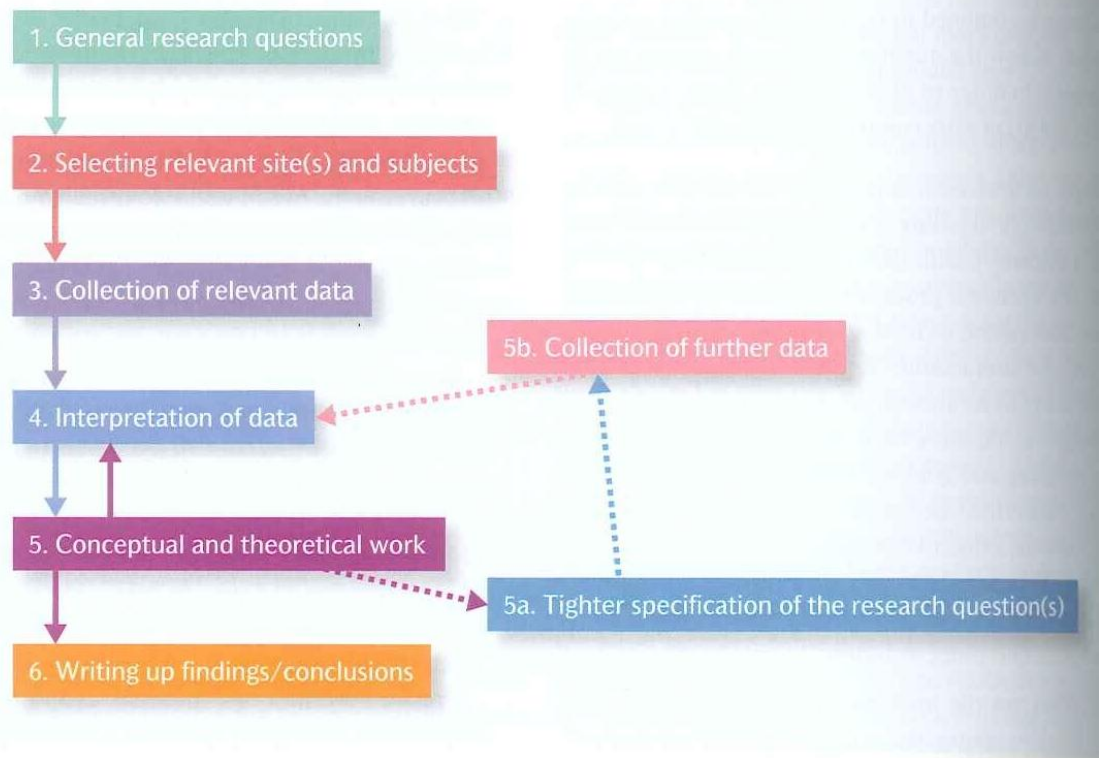 1. General research questions
2. Selecting relevant site(s) and subjects
3. Collection of relevant data
5b. Collection of further data
4. Interpretation of data
5. Conceptual and theoretical work
5a. Tighter specification of the research question(s)
6. Writing up findings/conclusions